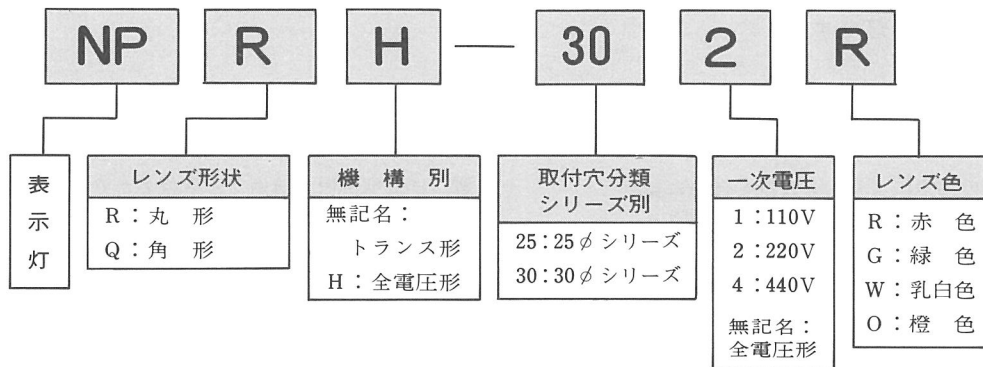 NP R H — 30 2 R
表示灯
レンズ形状
R：丸 形
Q：角 形
機 構 別
無記名：
トランス形
H：全電圧形
取付穴分類
シリーズ別
25：25φシリーズ
30：30φシリーズ
一次電圧
1：110V
2：220V
4：440V
無記名：
全電圧形
レンズ色
R：赤 色
G：緑 色
W：乳白色
O：橙 色